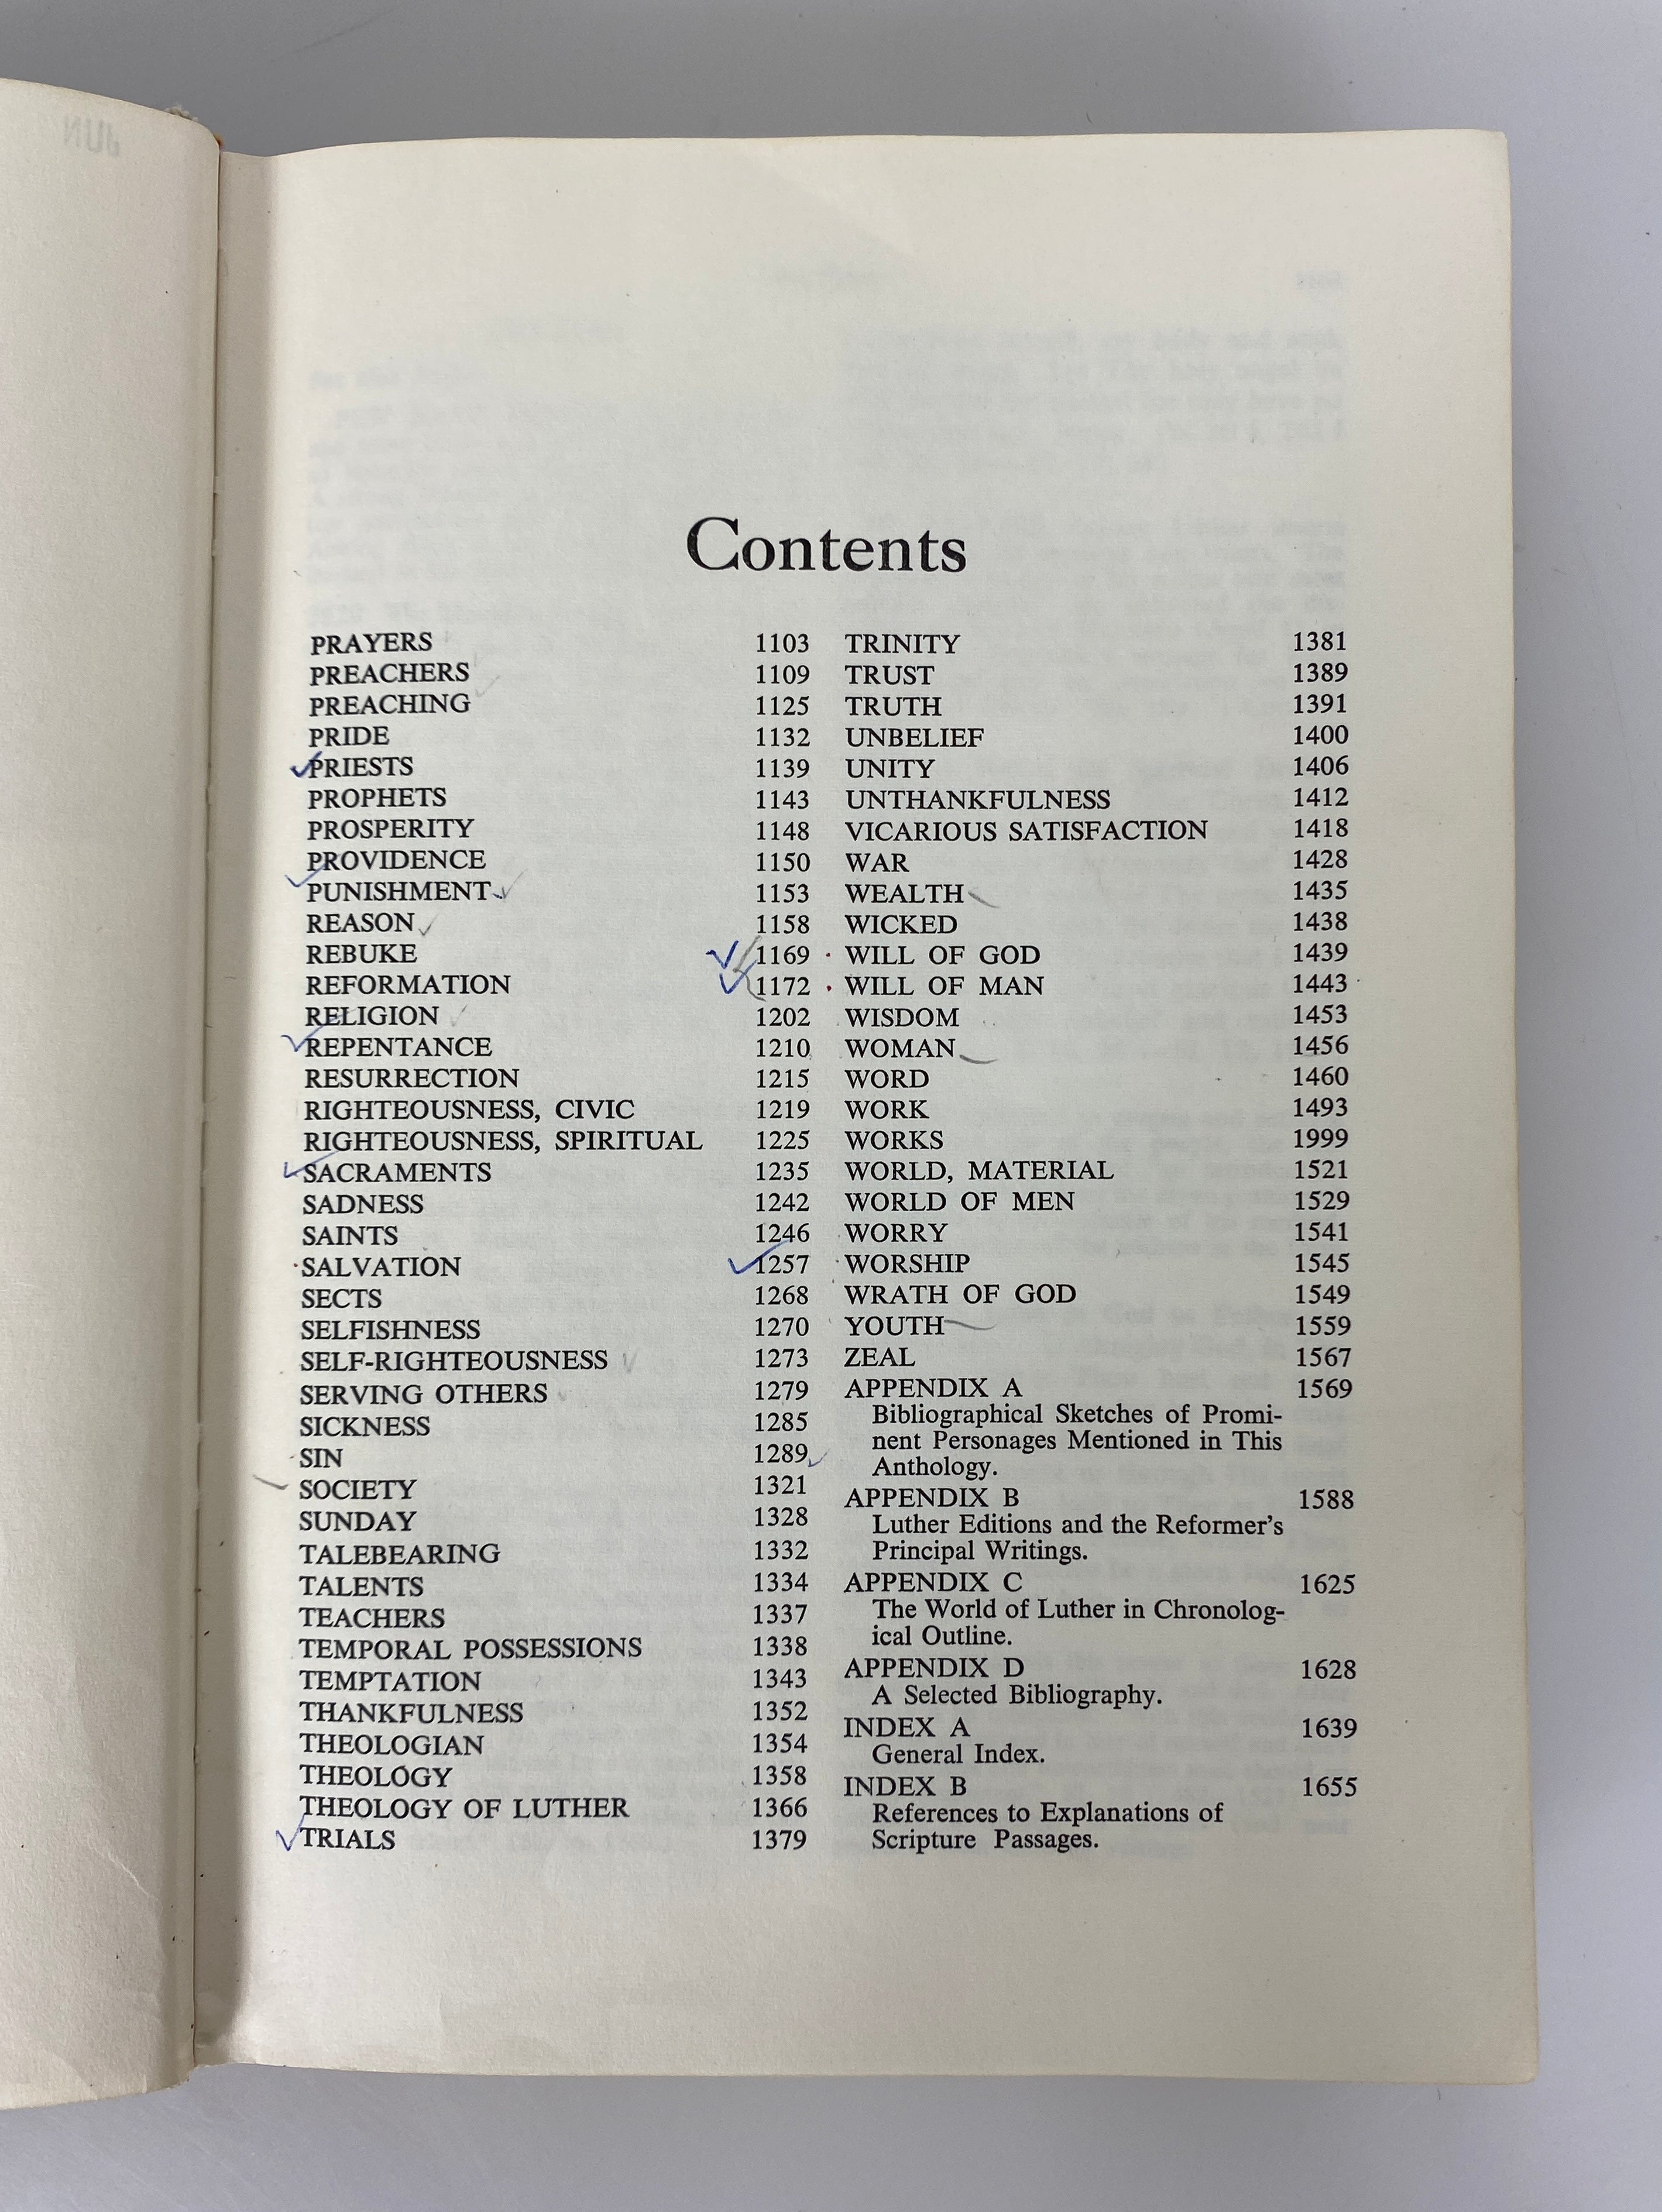 Contents
PRAYERS 1103
PREACHERS 1109
PREACHING 1125
PRIDE 1132
PRIESTS 1139
PROPHETS 1143
PROSPERITY 1148
PROVIDENCE 1150
PUNISHMENT 1153
REASON 1158
REBUKE 1169
REFORMATION 1172
RELIGION 1202
REPENTANCE 1210
RESURRECTION 1215
RIGHTEOUSNESS, CIVIC 1219
RIGHTEOUSNESS, SPIRITUAL 1225
SACRAMENTS 1235
SADNESS 1242
SAINTS 1246
SALVATION 1257
SECTS 1268
SELFISHNESS 1270
SELF-RIGHTEOUSNESS 1273
SERVING OTHERS 1279
SICKNESS 1285
SIN 1289
SOCIETY 1321
SUNDAY 1328
TALEBEARING 1332
TALENTS 1334
TEACHERS 1337
TEMPORAL POSSESSIONS 1338
TEMPTATION 1343
THANKFULNESS 1352
THEOLOGIAN 1354
THEOLOGY 1358
THEOLOGY OF LUTHER 1366
TRIALS 1379
TRINITY 1381
TRUST 1389
TRUTH 1391
UNBELIEF 1400
UNITY 1406
UNTHANKFULNESS 1412
VICARIOUS SATISFACTION 1418
WAR 1428
WEALTH 1435
WICKED 1438
WILL OF GOD 1439
WILL OF MAN 1443
WISDOM 1453
WOMAN 1456
WORD 1460
WORK 1493
WORKS 1999
WORLD, MATERIAL 1521
WORLD OF MEN 1529
WORRY 1541
WORSHIP 1545
WRATH OF GOD 1549
YOUTH 1559
ZEAL 1567
APPENDIX A 1569
Bibliographical Sketches of Promi-
nent Personages Mentioned in This
Anthology.
APPENDIX B 1588
Luther Editions and the Reformer's
Principal Writings.
APPENDIX C 1625
The World of Luther in Chronolog-
ical Outline.
APPENDIX D 1628
A Selected Bibliography.
INDEX A 1639
General Index.
INDEX B 1655
References to Explanations of
Scripture Passages.